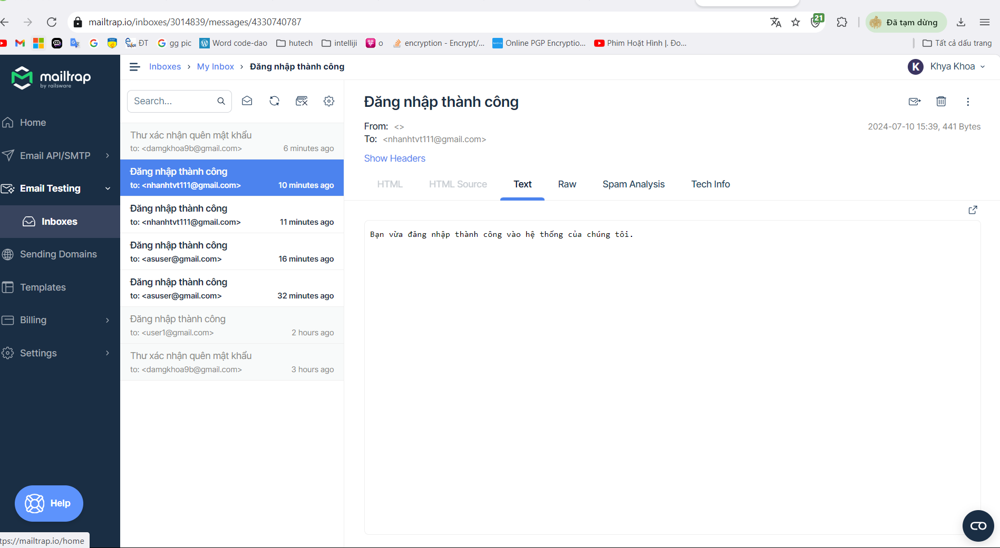 mailtrap.io/inboxes/3014839/messages/4330740787
21
Đã tạm dừng
ĐT
gg pic
Word code-dao
hutech
intelliji
o
encryption - Encrypt/...
Online PGP Encryptio...
Phim Hoạt Hình |. Đo...
Tất cả dấu trang
mailtrap
by railsware
Inboxes › My Inbox › Đăng nhập thành công
K Khya Khoa
Home
Email API/SMTP
Email Testing
Inboxes
Sending Domains
Templates
Billing
Settings
Help
tps://mailtrap.io/home
Search...
Thư xác nhận quên mật khẩu
to: <damgkhoa9b@gmail.com> 6 minutes ago
Đăng nhập thành công
to: <nhanhtvt111@gmail.com> 10 minutes ago
Đăng nhập thành công
to: <nhanhtvt111@gmail.com> 11 minutes ago
Đăng nhập thành công
to: <asuser@gmail.com> 16 minutes ago
Đăng nhập thành công
to: <asuser@gmail.com> 32 minutes ago
Đăng nhập thành công
to: <user1@gmail.com> 2 hours ago
Thư xác nhận quên mật khẩu
to: <damgkhoa9b@gmail.com> 3 hours ago
Đăng nhập thành công
From: <>
2024-07-10 15:39, 441 Bytes
To: <nhanhtvt111@gmail.com>
Show Headers
HTML HTML Source Text Raw Spam Analysis Tech Info
Bạn vừa đăng nhập thành công vào hệ thống của chúng tôi.